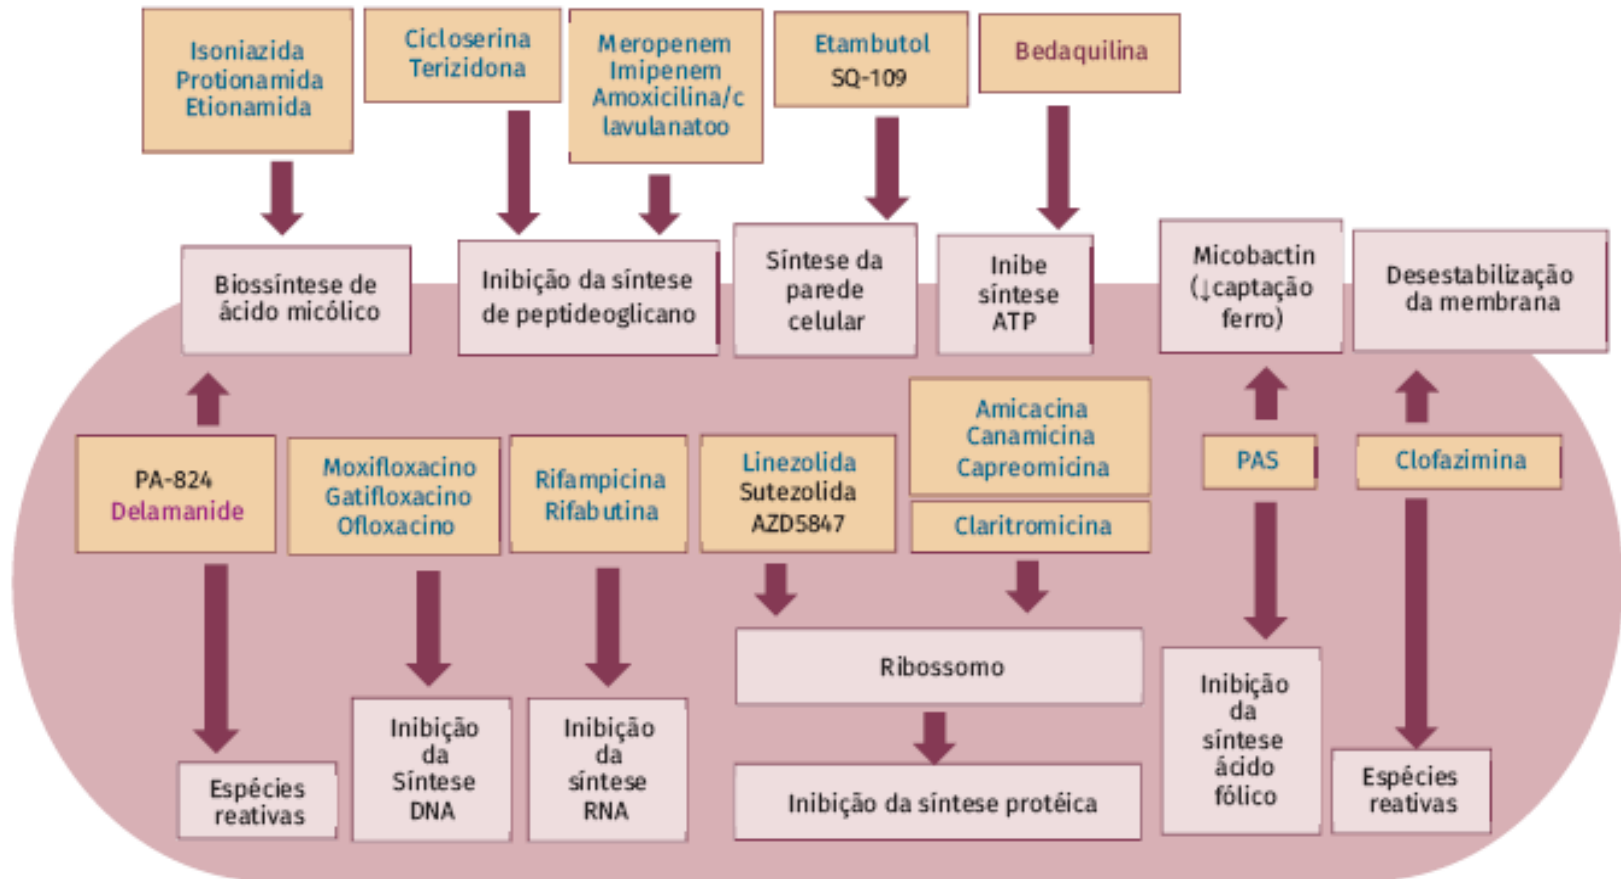 Isoniazida
Protionamida
Etionamida
Cicloserina
Terizidona
Meropenem
Imipenem
Amoxicilina/c
lavulanatoo
Etambutol
SQ-109
Bedaquilina
Biossíntese de
ácido micólico
Inibição da síntese
de peptideoglicano
Síntese da
parede
celular
Inibe
síntese
ATP
Micobactin
(↓captação
ferro)
Desestabilização
da membrana
PA-824
Delamanide
Moxifloxacino
Gatifloxacino
Ofloxacino
Rifampicina
Rifabutina
Linezolida
Sutezolida
AZD5847
Amicacina
Canamicina
Capreomicina
Claritromicina
PAS
Clofazimina
Espécies
reativas
Inibição
da
Síntese
DNA
Inibição
da
síntese
RNA
Ribossomo
Inibição da síntese protéica
Inibição
da
síntese
ácido
fólico
Espécies
reativas